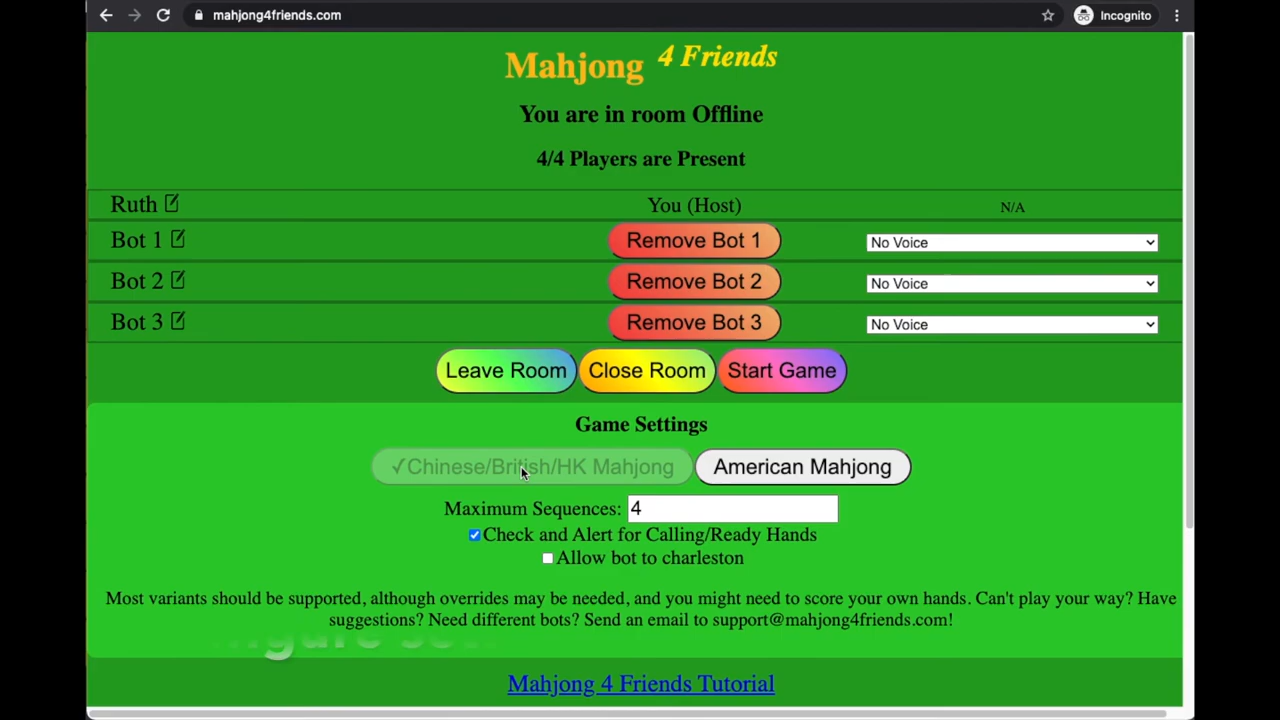 mahjong4friends.com
Incognito
Mahjong 4 Friends
You are in room Offline
4/4 Players are Present
Ruth You (Host) N/A
Bot 1 Remove Bot 1 No Voice
Bot 2 Remove Bot 2 No Voice
Bot 3 Remove Bot 3 No Voice
Leave Room Close Room Start Game
Game Settings
✓Chinese/British/HK Mahjong American Mahjong
Maximum Sequences: 4
Check and Alert for Calling/Ready Hands
Allow bot to charleston
Most variants should be supported, although overrides may be needed, and you might need to score your own hands. Can't play your way? Have
suggestions? Need different bots? Send an email to support@mahjong4friends.com!
Mahjong 4 Friends Tutorial